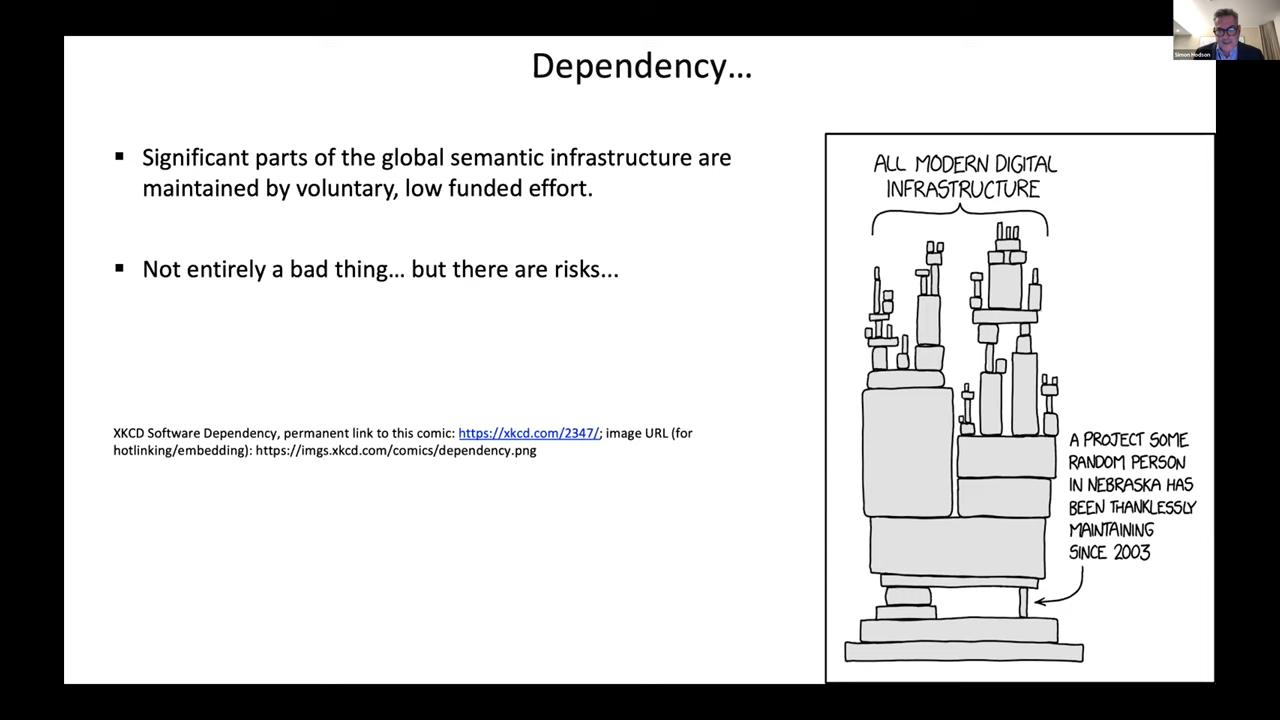 Dependency...
▪ Significant parts of the global semantic infrastructure are
maintained by voluntary, low funded effort.
▪ Not entirely a bad thing... but there are risks...
XKCD Software Dependency, permanent link to this comic: https://xkcd.com/2347/; image URL (for
hotlinking/embedding): https://imgs.xkcd.com/comics/dependency.png
ALL MODERN DIGITAL
INFRASTRUCTURE
A PROJECT SOME
RANDOM PERSON
IN NEBRASKA HAS
BEEN THANKLESSLY
MAINTAINING
SINCE 2003
Simon Hodson